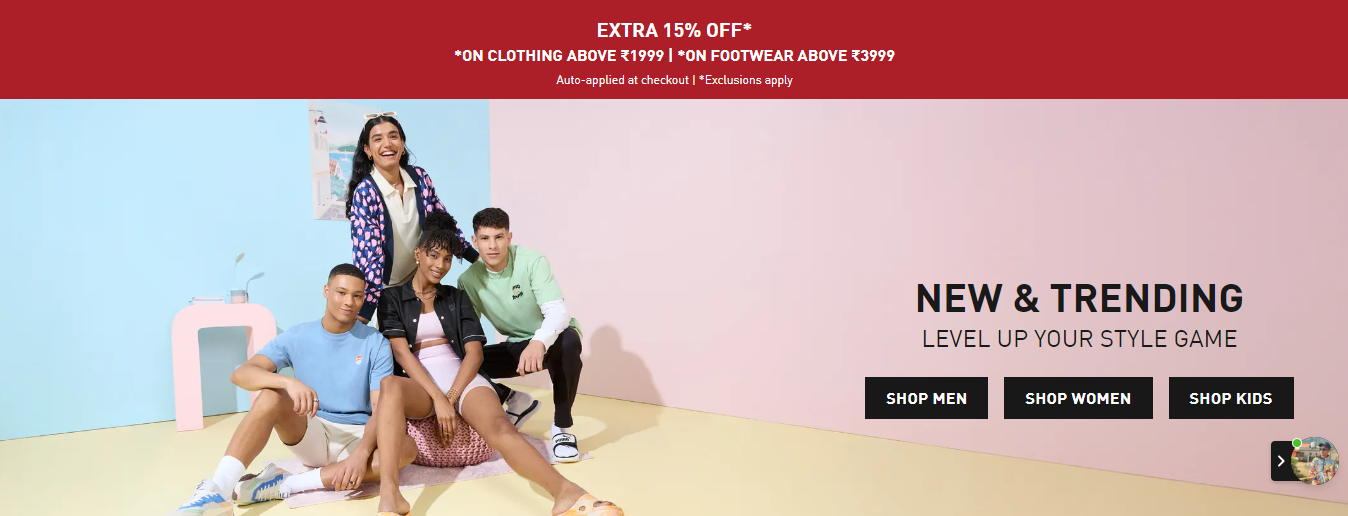 EXTRA 15% OFF*
*ON CLOTHING ABOVE ₹1999 | *ON FOOTWEAR ABOVE ₹3999
Auto-applied at checkout | *Exclusions apply
NEW & TRENDING
LEVEL UP YOUR STYLE GAME
SHOP MEN
SHOP WOMEN
SHOP KIDS